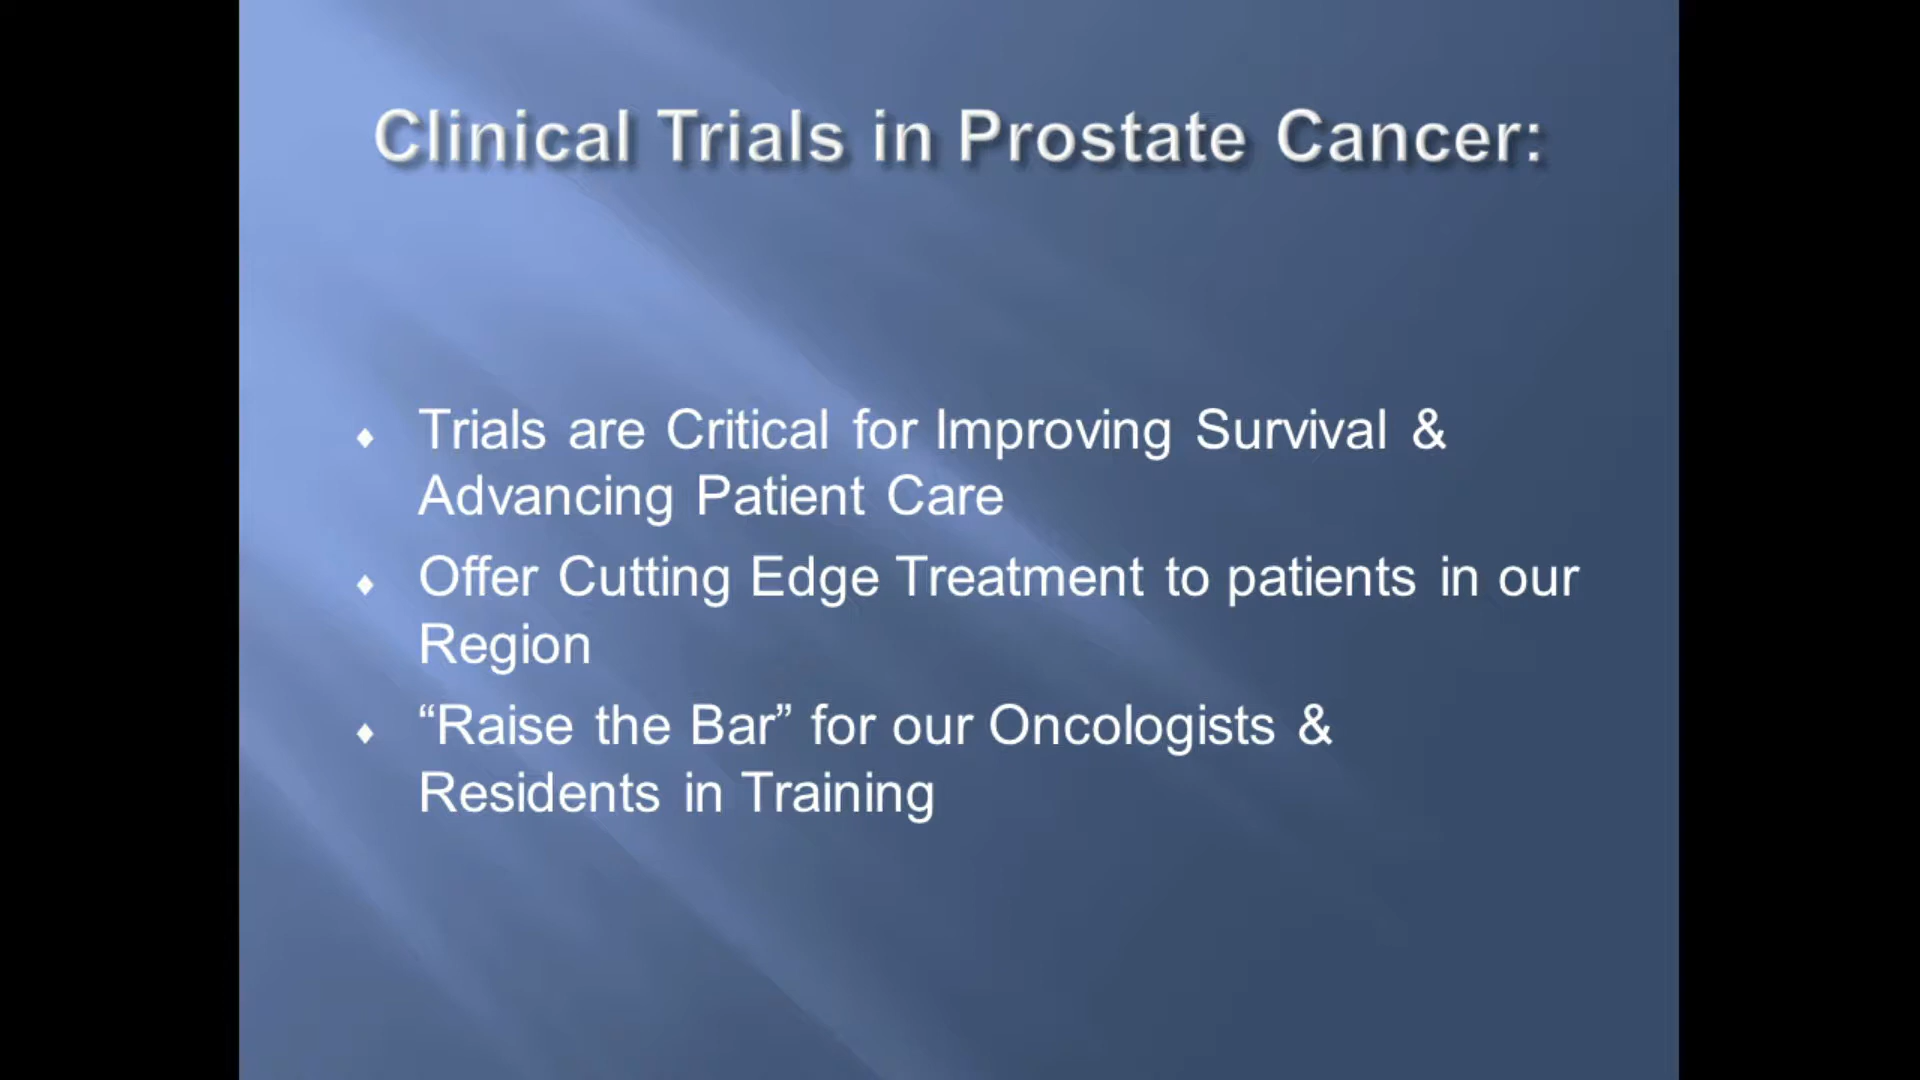 Clinical Trials in Prostate Cancer:
♦ Trials are Critical for Improving Survival &
Advancing Patient Care
♦ Offer Cutting Edge Treatment to patients in our
Region
♦ “Raise the Bar” for our Oncologists &
Residents in Training